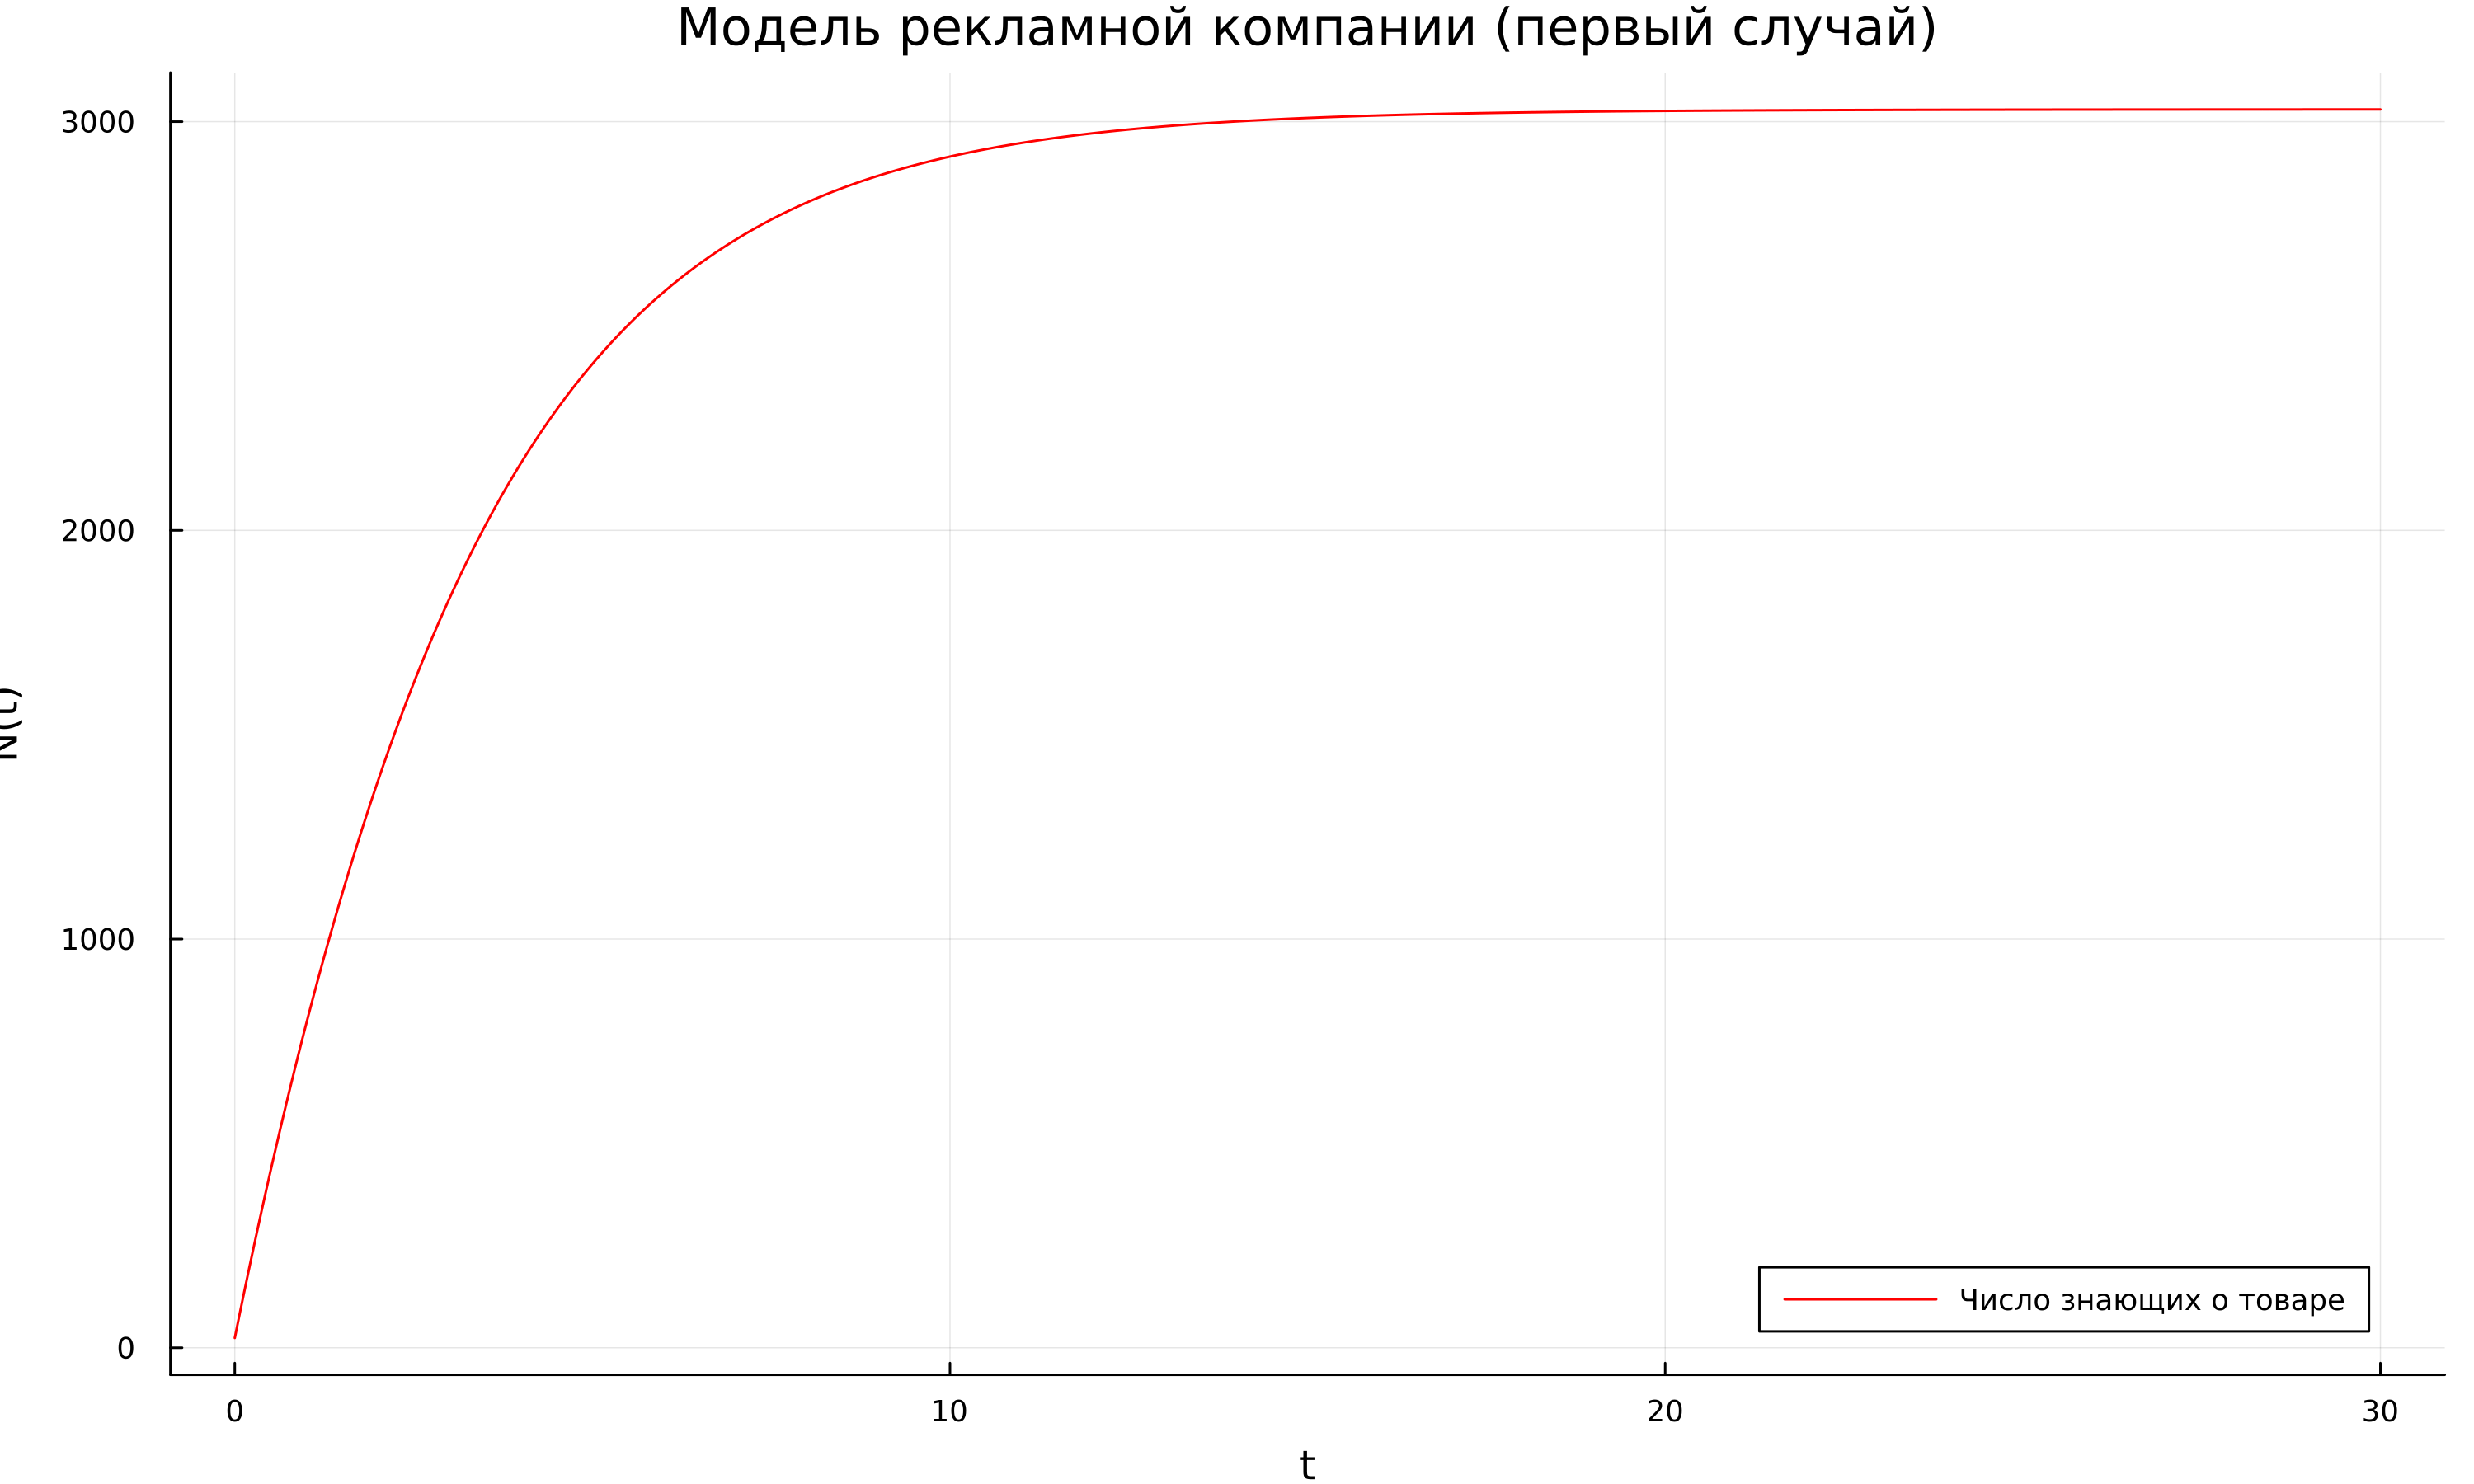 Модель рекламной компании (первый случай)
3000
2000
1000
0
N(t)
0 10 20 30
t
Число знающих о товаре